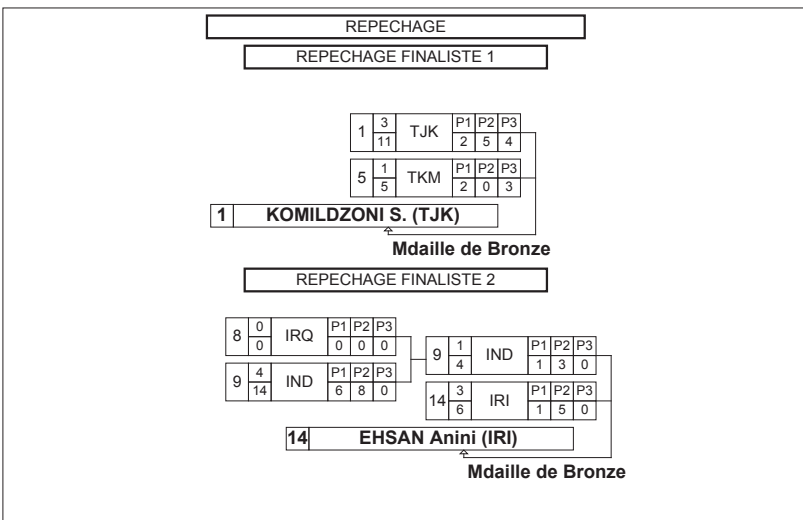 REPECHAGE
REPECHAGE FINALISTE 1
1 3 TJK P1 P2 P3
11 2 5 4
5 1 TKM P1 P2 P3
5 2 0 3
1 KOMILDZONI S. (TJK)
Mdaille de Bronze
REPECHAGE FINALISTE 2
8 0 IRQ P1 P2 P3
0 0 0 0
9 4 IND P1 P2 P3
14 6 8 0
9 1 IND P1 P2 P3
4 1 3 0
14 3 IRI P1 P2 P3
6 1 5 0
14 EHSAN Anini (IRI)
Mdaille de Bronze